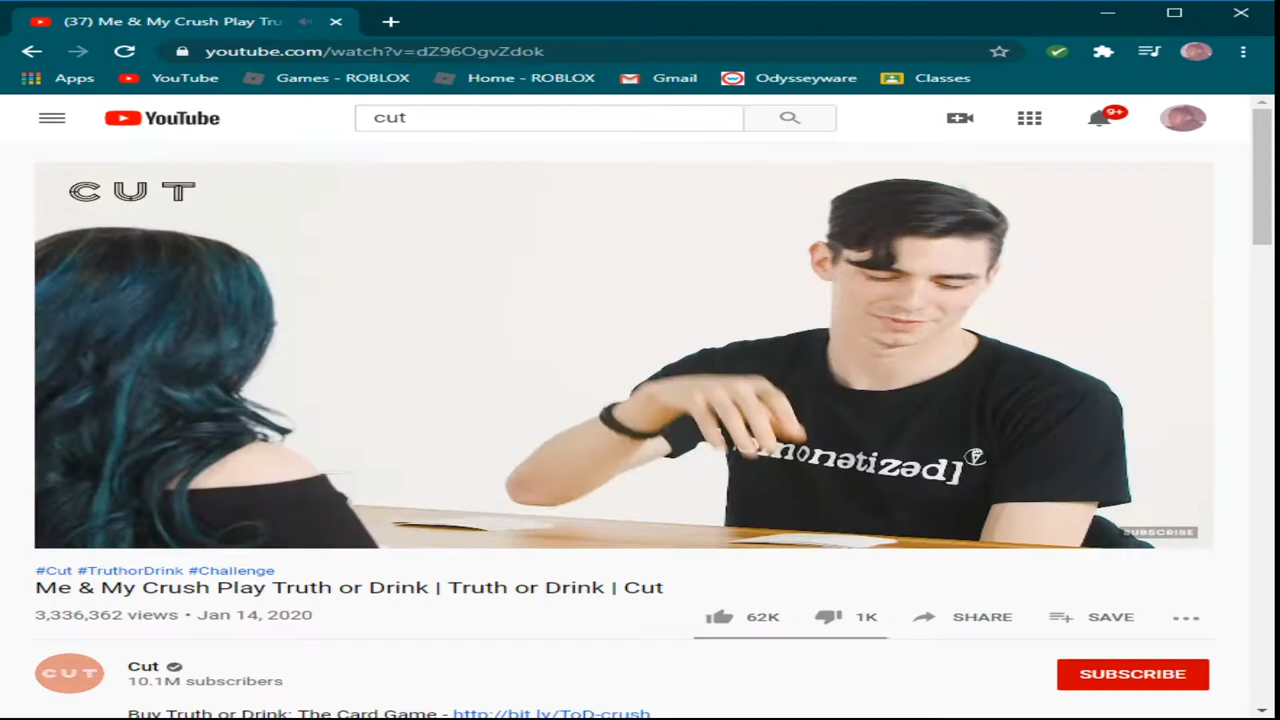 (37) Me & My Crush Play Tru
youtube.com/watch?v=dZ96OgvZdok
Apps YouTube Games - ROBLOX Home - ROBLOX Gmail Odysseyware Classes
YouTube cut 9+
CUT
monətizəd]
SUBSCRIBE
#Cut #TruthorDrink #Challenge
Me & My Crush Play Truth or Drink | Truth or Drink | Cut
3,336,362 views • Jan 14, 2020
62K 1K SHARE SAVE
CUT
Cut
10.1M subscribers
SUBSCRIBE
Buy Truth or Drink: The Card Game - http://bit.ly/ToD-crush